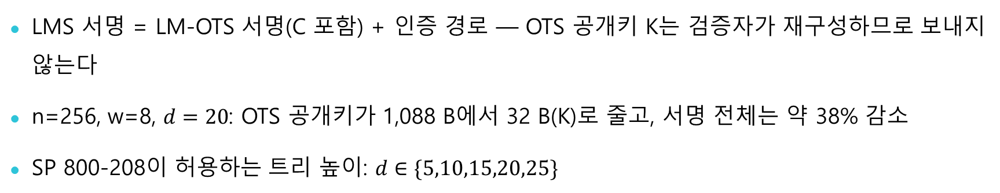 • LMS 서명 = LM-OTS 서명(C 포함) + 인증 경로 — OTS 공개키 K는 검증자가 재구성하므로 보내지
않는다
• n=256, w=8, d = 20: OTS 공개키가 1,088 B에서 32 B(K)로 줄고, 서명 전체는 약 38% 감소
• SP 800-208이 허용하는 트리 높이: d ∈ {5,10,15,20,25}